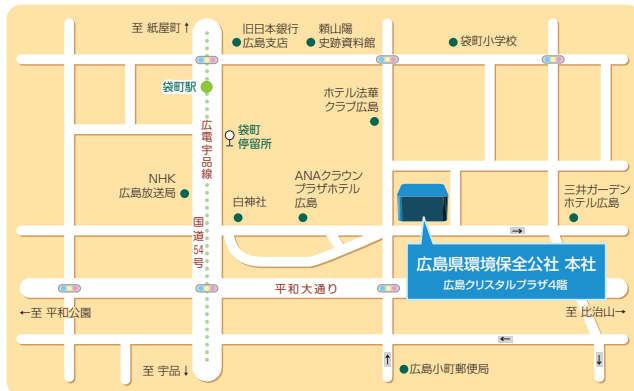 至 紙屋町↑
旧日本銀行
広島支店
頼山陽
史跡資料館
袋町小学校
袋町駅
ホテル法華
クラブ広島
広電宇品線
袋町
停留所
NHK
広島放送局
ANAクラウン
プラザホテル
広島
白神社
三井ガーデン
ホテル広島
国道54号
→
広島県環境保全公社 本社
広島クリスタルプラザ4階
平和大通り
←至 平和公園
至 比治山→
←
至 宇品↓
↑
広島小町郵便局
↓